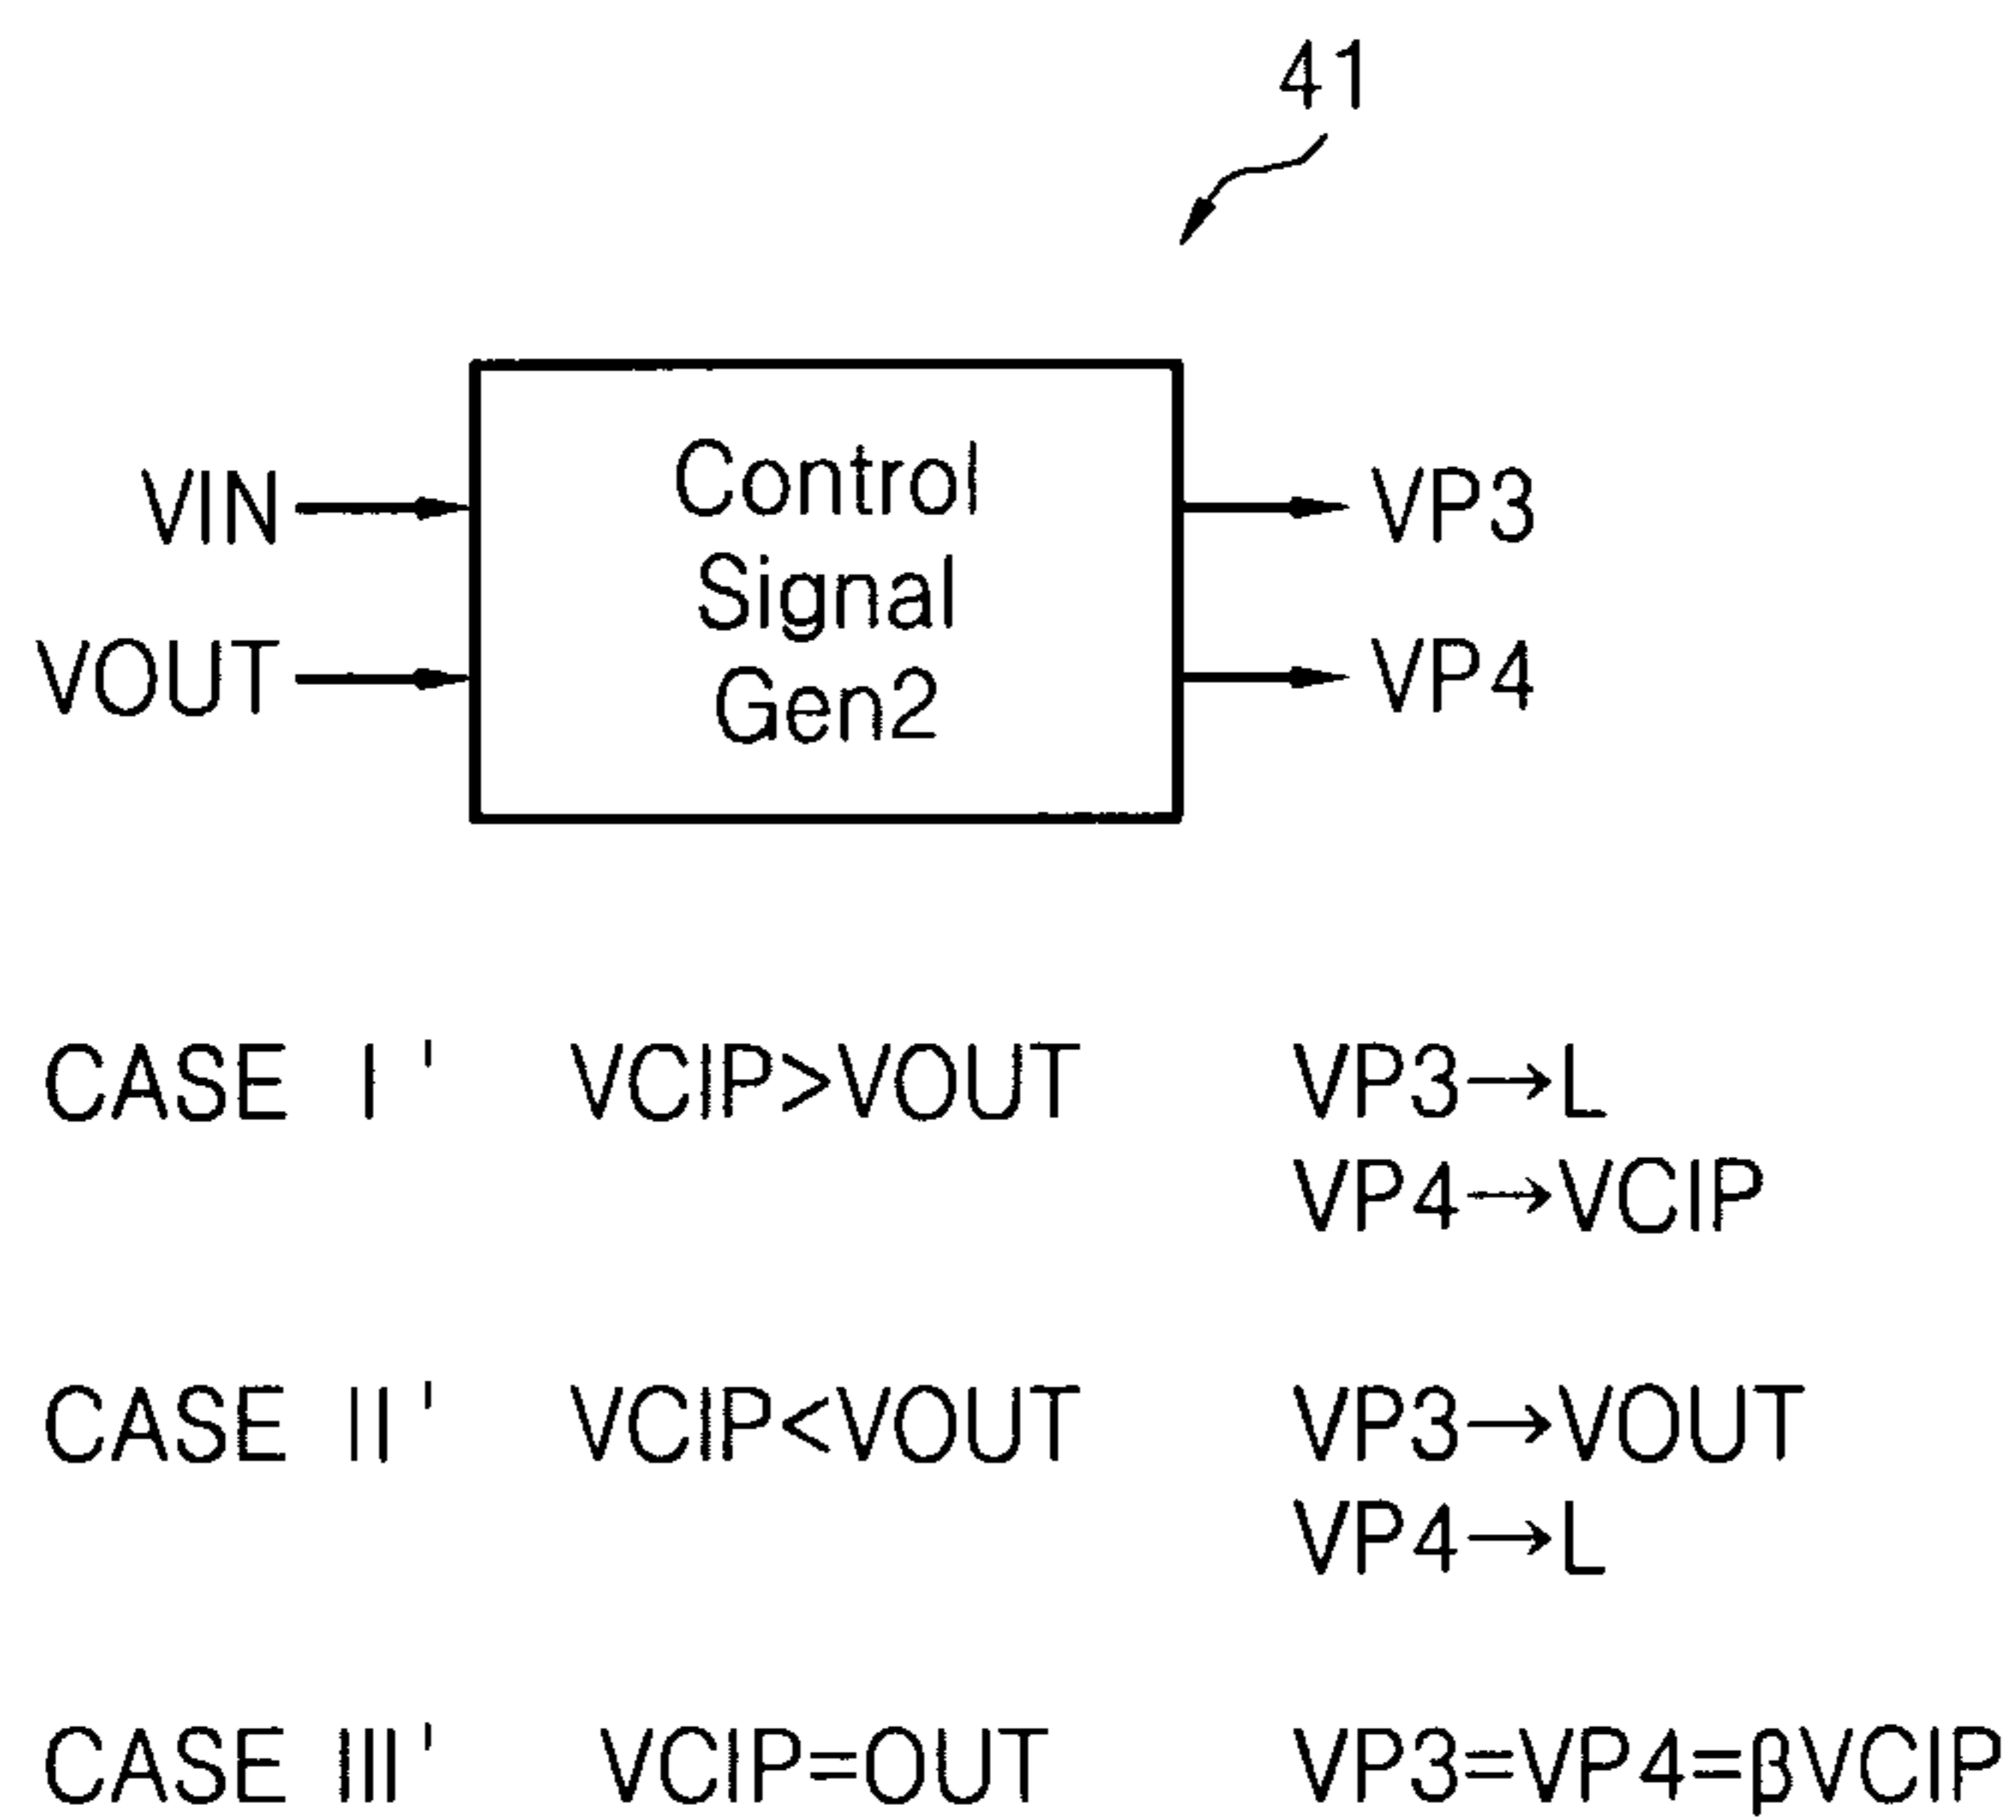 41
Control
VIN
VP3
Signal
VOUT
VP4
Gen2
CASE I' VCIP>VOUT VP3→L
VP4→VCIP
CASE II' VCIP<VOUT VP3→VOUT
VP4→L
CASE III' VCIP=OUT VP3=VP4=βVCIP